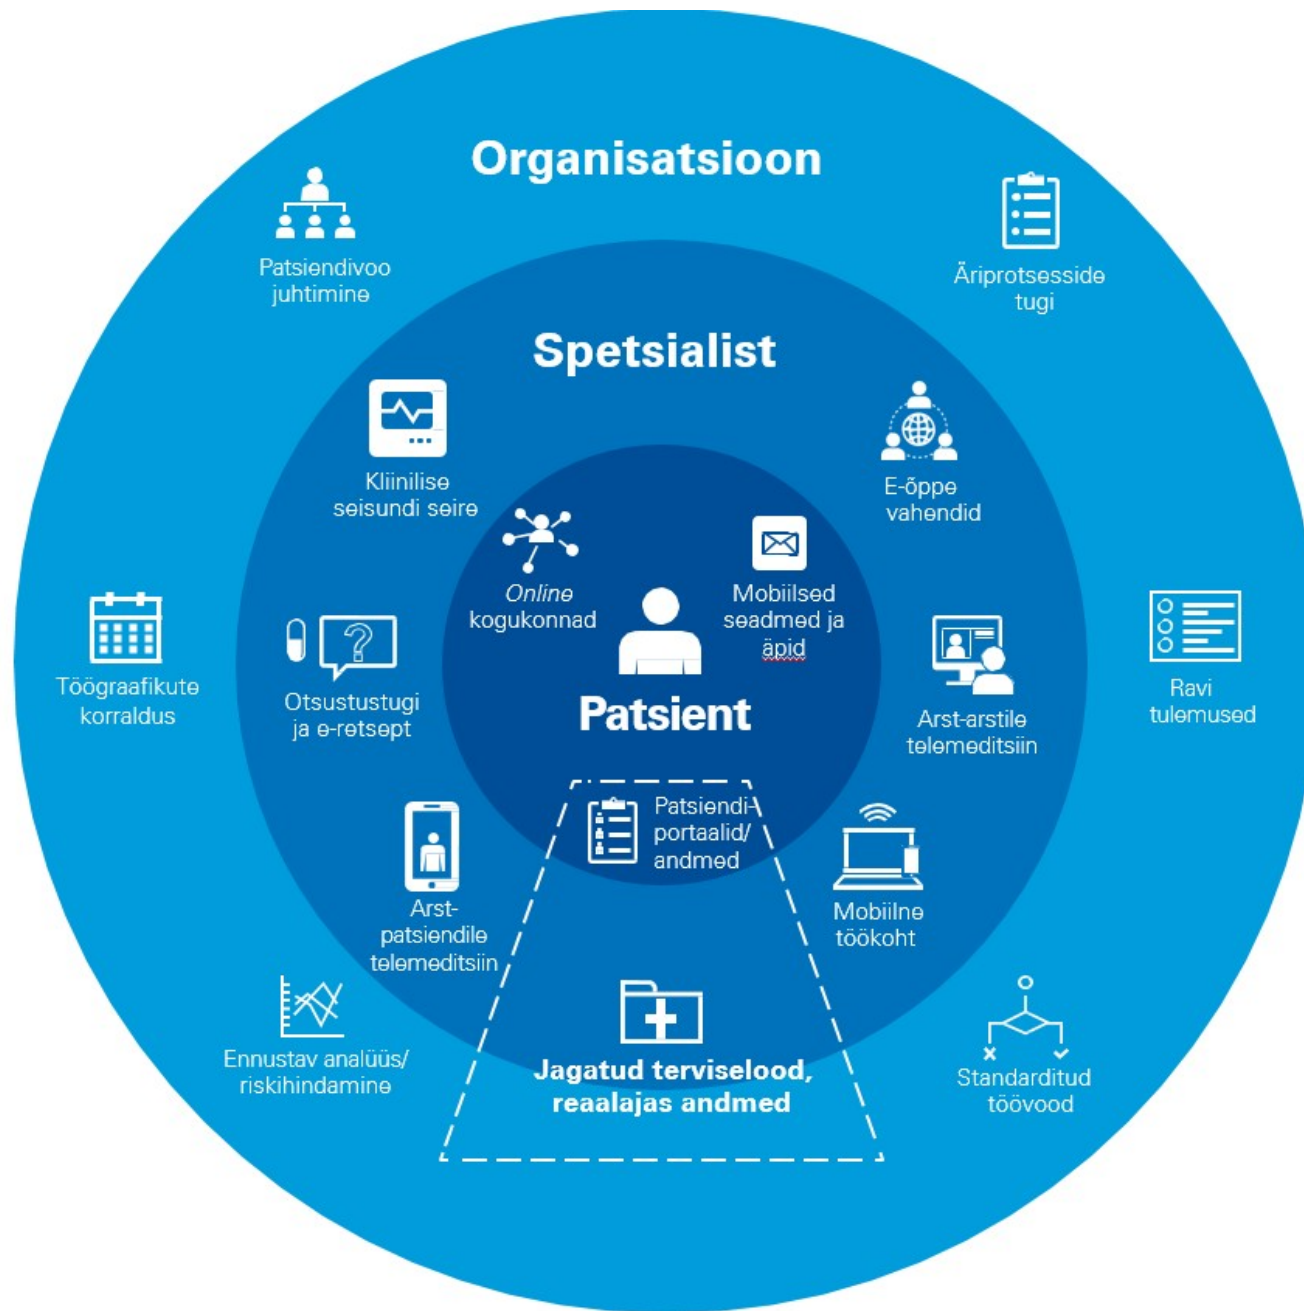 Organisatsioon
Patsiendivoo
juhtimine
Äriprotsesside
tugi
Spetsialist
Kliinilise
seisundi seire
E-õppe
vahendid
Online
kogukonnad
Mobiilsed
seadmed ja
äpid
Töögraafikute
korraldus
Otsustustugi
ja e-retsept
Patsient
Arst-arstile
telemeditsiin
Ravi
tulemused
Patsiendi-
portaalid/
andmed
Arst-
patsiendile
telemeditsiin
Mobiilne
töökoht
Ennustav analüüs/
riskihindamine
Jagatud terviselood,
reaalajas andmed
Standarditud
töövood